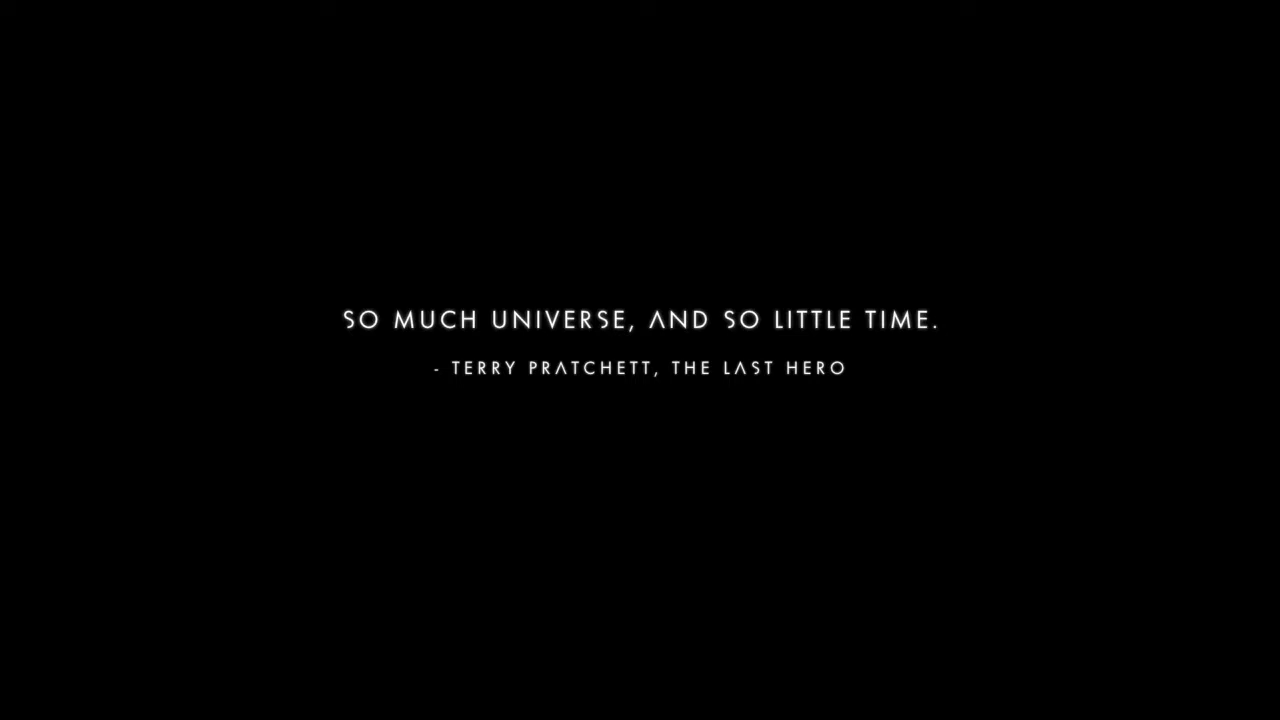 SO MUCH UNIVERSE, AND SO LITTLE TIME.
- TERRY PRATCHETT, THE LAST HERO